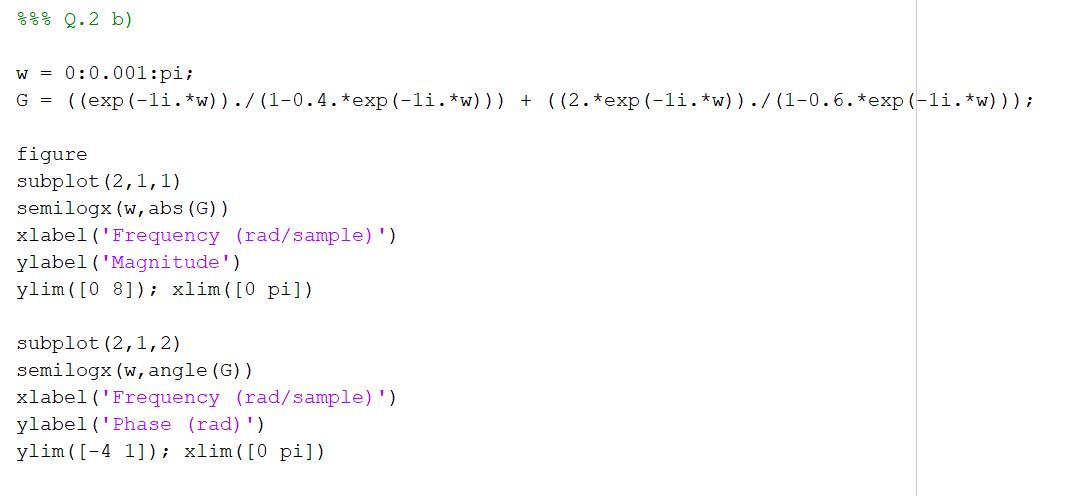 %%% Q.2 b)
w = 0:0.001:pi;
G = ((exp(-1i.*w))./(1-0.4.*exp(-1i.*w))) + ((2.*exp(-1i.*w))./(1-0.6.*exp(-1i.*w)));
figure
subplot(2,1,1)
semilogx(w,abs(G))
xlabel('Frequency (rad/sample)')
ylabel('Magnitude')
ylim([0 8]); xlim([0 pi])
subplot(2,1,2)
semilogx(w,angle(G))
xlabel('Frequency (rad/sample)')
ylabel('Phase (rad)')
ylim([-4 1]); xlim([0 pi])